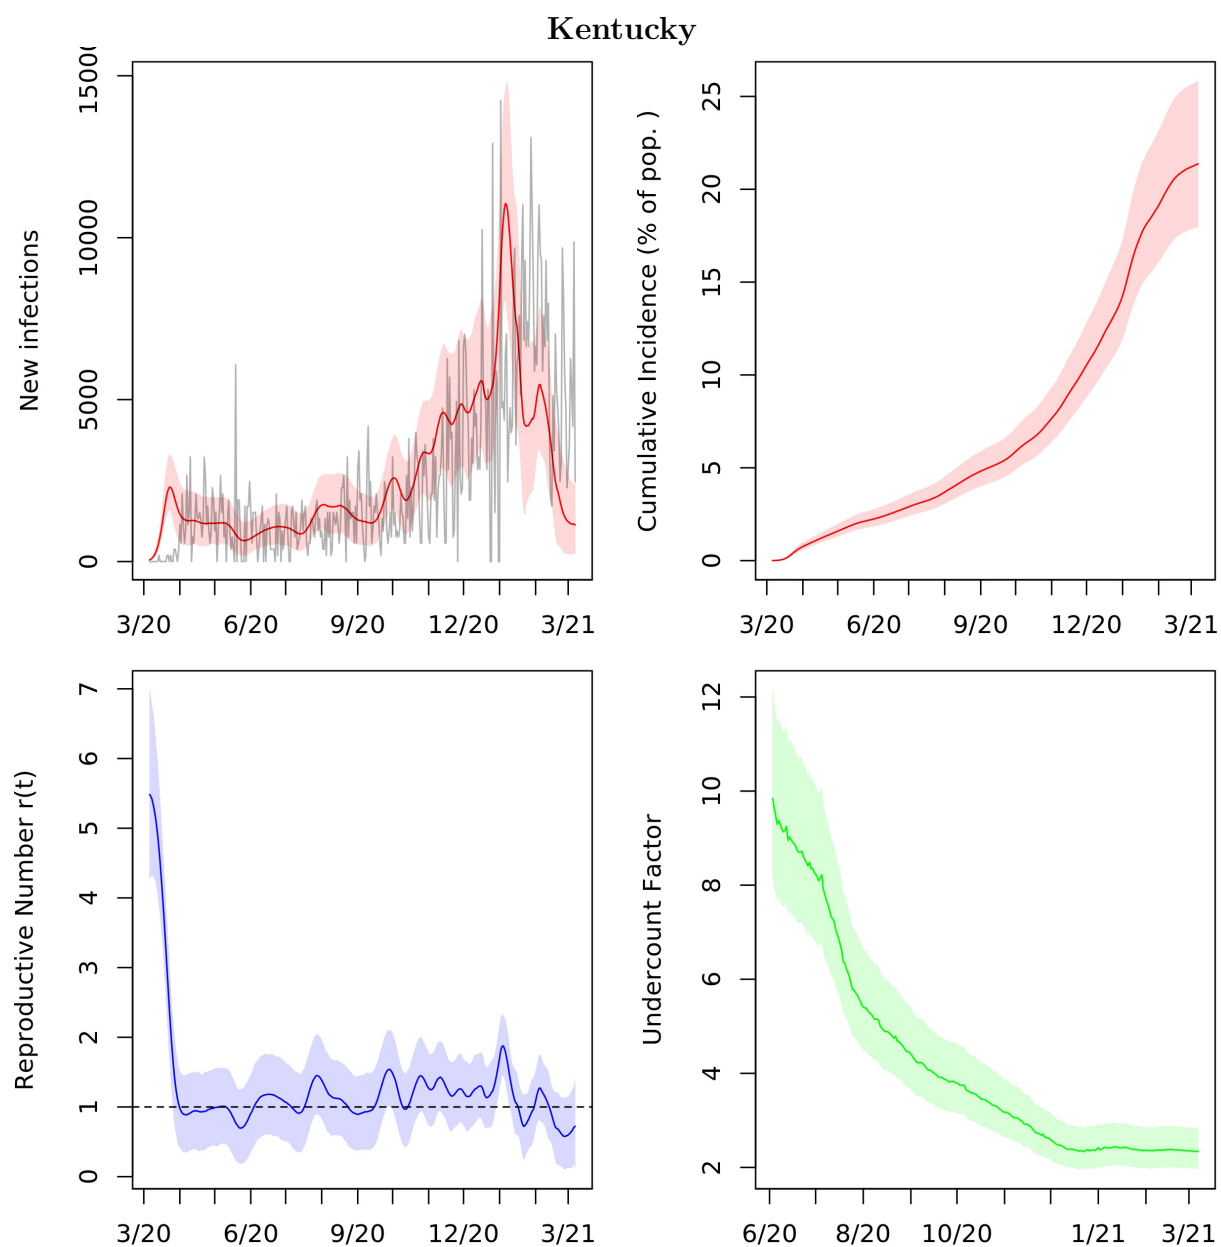 Kentucky
New infections
15000
10000
5000
0
3/20 6/20 9/20 12/20 3/21
Cumulative Incidence (% of pop. )
25
20
15
10
5
0
3/20 6/20 9/20 12/20 3/21
Reproductive Number r(t)
7
6
5
4
3
2
1
0
3/20 6/20 9/20 12/20 3/21
Undercount Factor
12
10
8
6
4
2
6/20 8/20 10/20 1/21 3/21